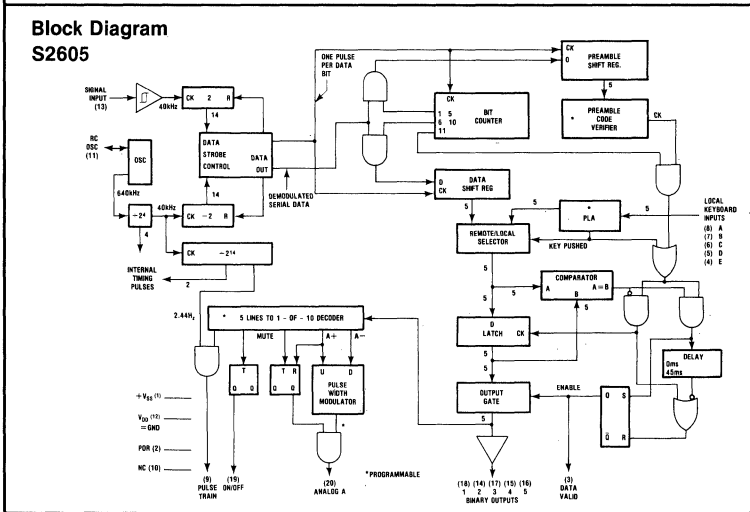 Block Diagram
S2605
ONE PULSE
PER DATA
BIT
SIGNAL
INPUT
(13)
40kHz
CK 2 R
14
RC
OSC
(11)
OSC
DATA
STROBE
CONTROL
DATA
OUT
640kHz
14
DEMODULATED
SERIAL DATA
÷2⁴
40kHz
CK ÷2 R
4
CK ÷2¹⁴
INTERNAL
TIMING
PULSES
2
2.44Hz
CK
D
PREAMBLE
SHIFT REG.
5
*
PREAMBLE
CODE
VERIFIER
CK
CK
1 5
6 10
11
BIT
COUNTER
D
CK
DATA
SHIFT REG
5
5
*
PLA
5
LOCAL
KEYBOARD
INPUTS
(8) A
(7) B
(6) C
(5) D
(4) E
REMOTE/LOCAL
SELECTOR
KEY PUSHED
5
5
COMPARATOR
A A=B
B
5
D
LATCH CK
5
DELAY
0ms
45ms
OUTPUT
GATE
ENABLE
Q S
Q̅ R
5
* 5 LINES TO 1 - OF - 10 DECODER
MUTE
A+
A-
T
Q Q
T R
Q Q
U D
PULSE
WIDTH
MODULATOR
*
+VSS (1)
VDD (12)
=GND
PDR (2)
NC (10)
(9)
PULSE
TRAIN
(19)
ON/OFF
(20)
ANALOG A
*PROGRAMMABLE
(18) (14) (17) (15) (16)
1 2 3 4 5
BINARY OUTPUTS
(3)
DATA
VALID